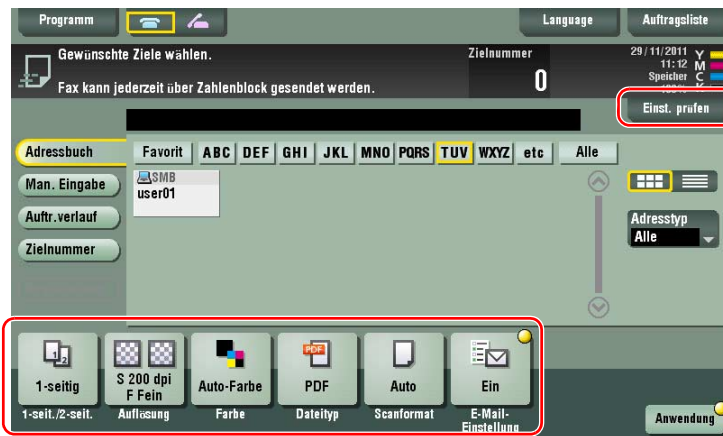 Programm
Language
Auftragsliste
Gewünschte Ziele wählen.
Zielnummer
29/11/2011
11:12
Fax kann jederzeit über Zahlenblock gesendet werden.
0
Speicher
Y
M
C
K
Einst. prüfen
Adressbuch
Favorit ABC DEF GHI JKL MNO PQRS TUV WXYZ etc Alle
Man. Eingabe
SMB
user01
Auftr.verlauf
Adresstyp
Alle
Zielnummer
1-seitig
S 200 dpi
F Fein
Auto-Farbe
PDF
PDF
Auto
Ein
1-seit./2-seit.
Auflösung
Farbe
Dateityp
Scanformat
E-Mail-
Einstellung
Anwendung